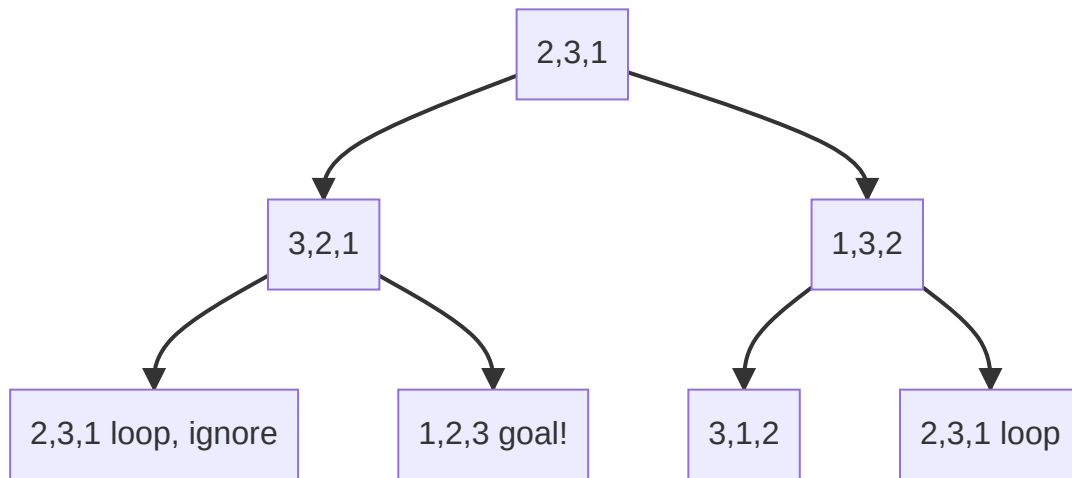 2,3,1
3,2,1
1,3,2
2,3,1 loop, ignore
1,2,3 goal!
3,1,2
2,3,1 loop